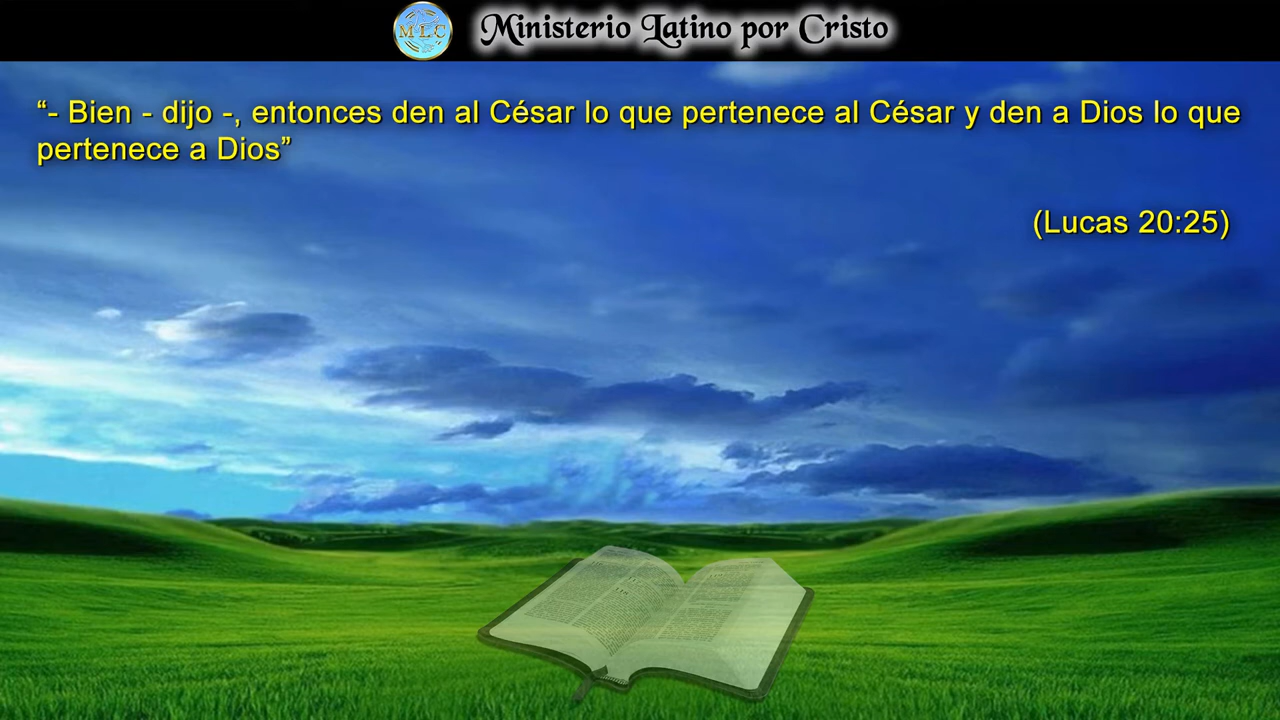 MLC
Ministerio Latino por Cristo
“- Bien - dijo -, entonces den al César lo que pertenece al César y den a Dios lo que
pertenece a Dios”
(Lucas 20:25)